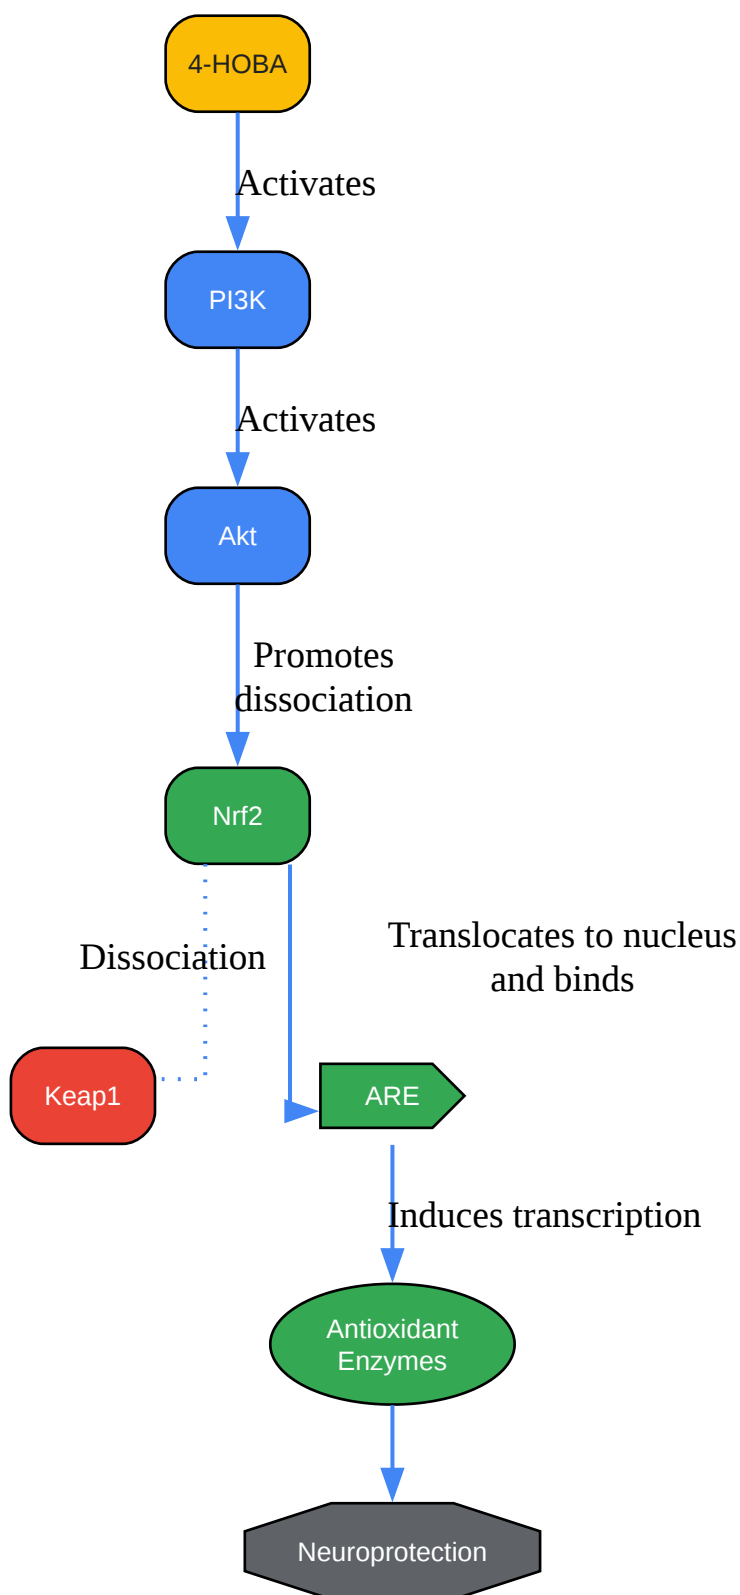 4-HOBA
Activates
PI3K
Activates
Akt
Promotes
dissociation
Nrf2
Dissociation
Translocates to nucleus
and binds
Keap1
ARE
Induces transcription
Antioxidant
Enzymes
Neuroprotection